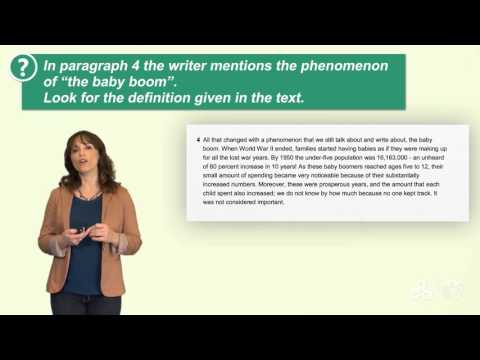 ?
In paragraph 4 the writer mentions the phenomenon
of “the baby boom”.
Look for the definition given in the text.
4 All that changed with a phenomenon that we still talk about and write about, the baby
boom. When World War II ended, families started having babies as if they were making up
for all the lost war years. By 1950 the under-five population was 16,163,000 - an unheard
of 60 percent increase in 10 years! As these baby boomers reached ages five to 12, their
small amount of spending became very noticeable because of their substantially
increased numbers. Moreover, these were prosperous years, and the amount that each
child spent also increased; we do not know by how much because no one kept track. It
was not considered important.